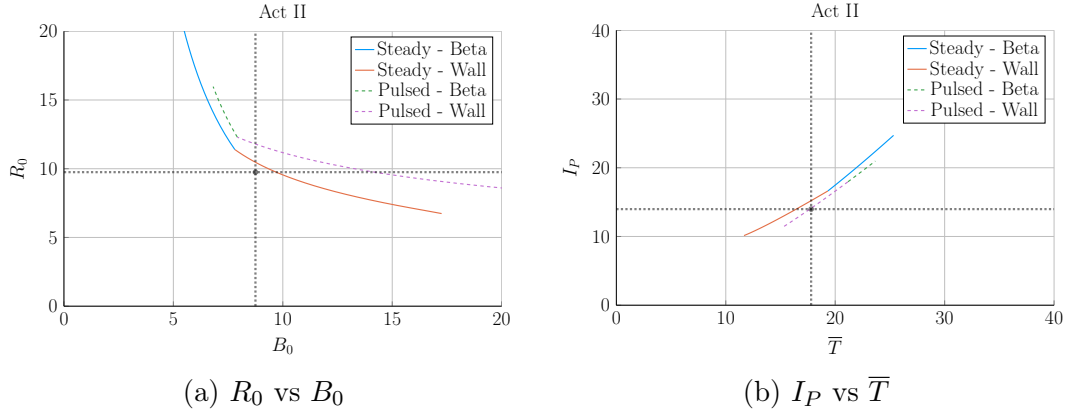 Act II
20
15
10
5
0
0
5
10
15
20
R₀
B₀
Steady - Beta
Steady - Wall
Pulsed - Beta
Pulsed - Wall
(a) R₀ vs B₀
Act II
40
30
20
10
0
0
10
20
30
40
I_P
T̅
Steady - Beta
Steady - Wall
Pulsed - Beta
Pulsed - Wall
(b) I_P vs T̅